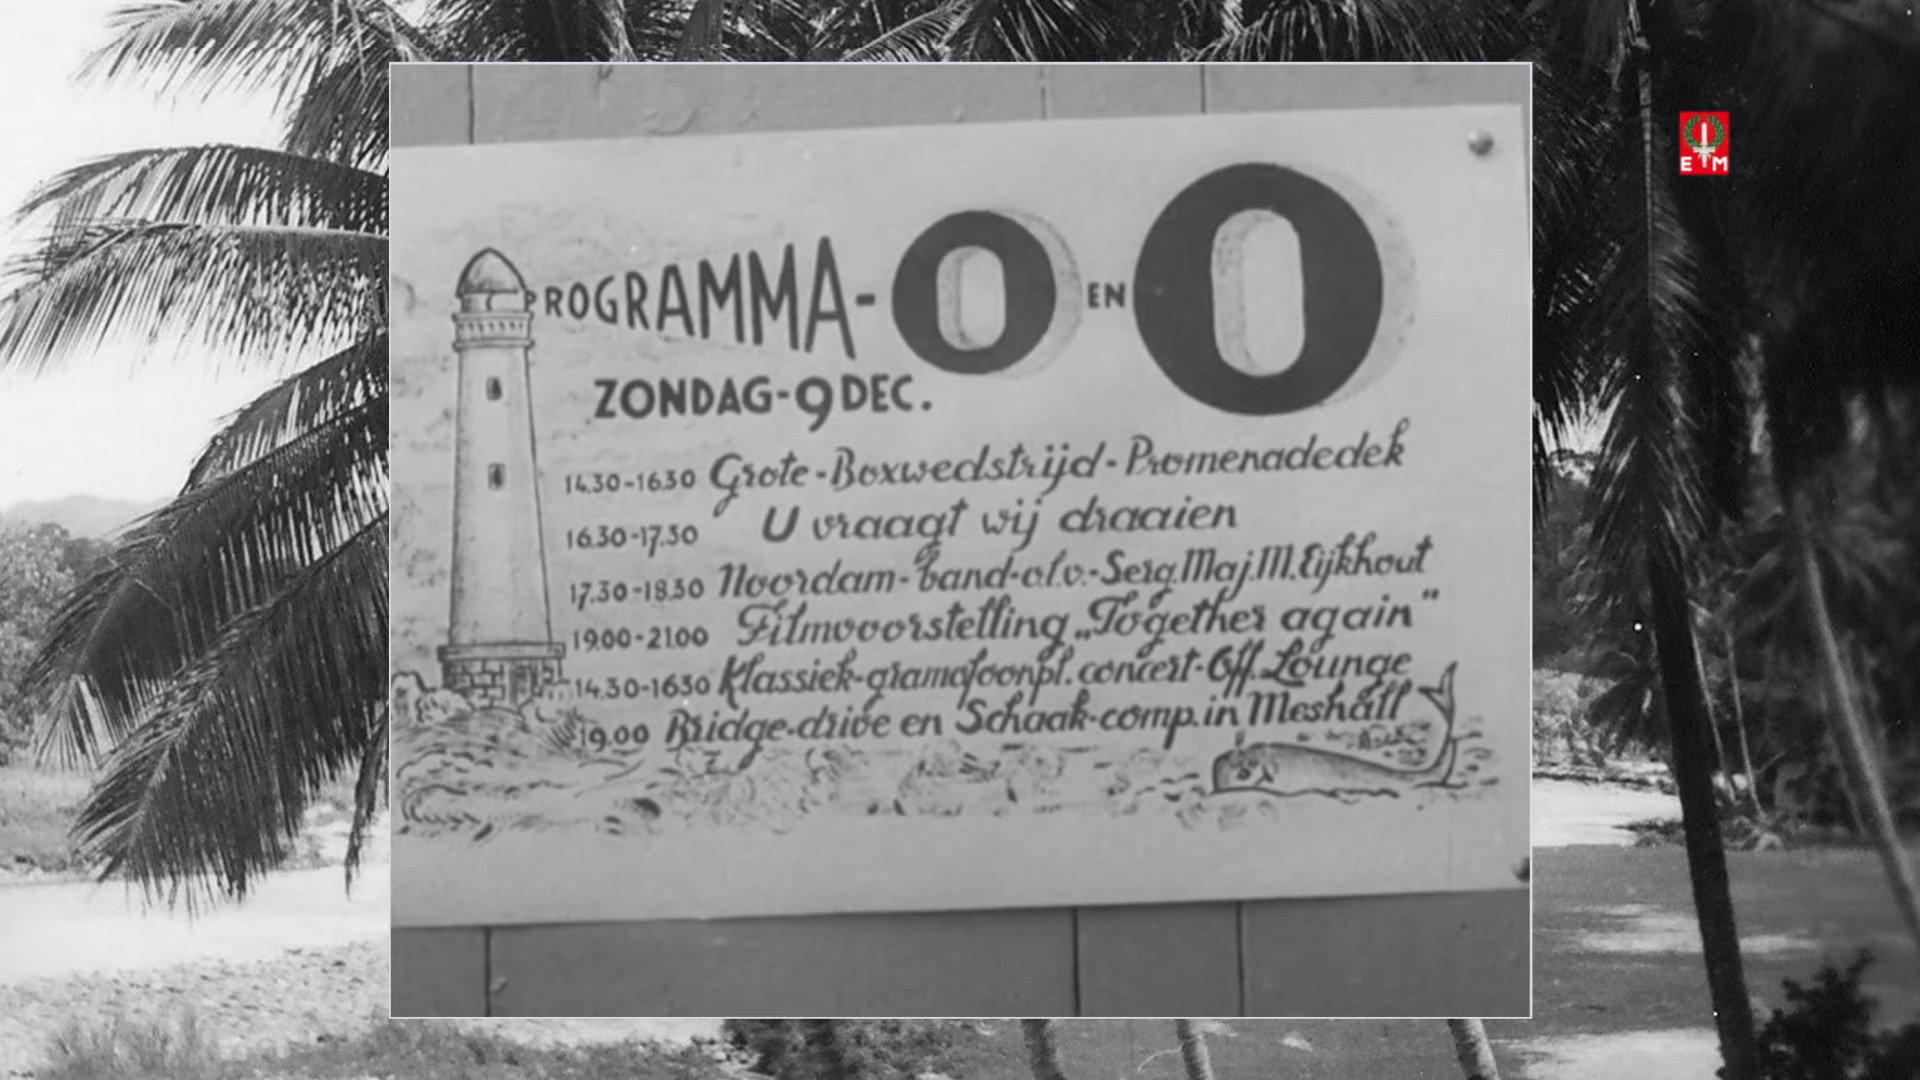 PROGRAMMA - O EN O
ZONDAG - 9 DEC.
14.30-16.30 Grote-Boxwedstrijd-Promenadedek
16.30-17.30 U vraagt wij draaien
17.30-18.30 Noordam-band-o.l.v.-Serg.Maj.M.Eijkhout
19.00-21.00 Filmvoorstelling „Together again"
14.30-16.30 Klassiek-gramofoonpl.concert-Off.Lounge
19.00 Bridge-drive en Schaak-comp.in Meshall
E M